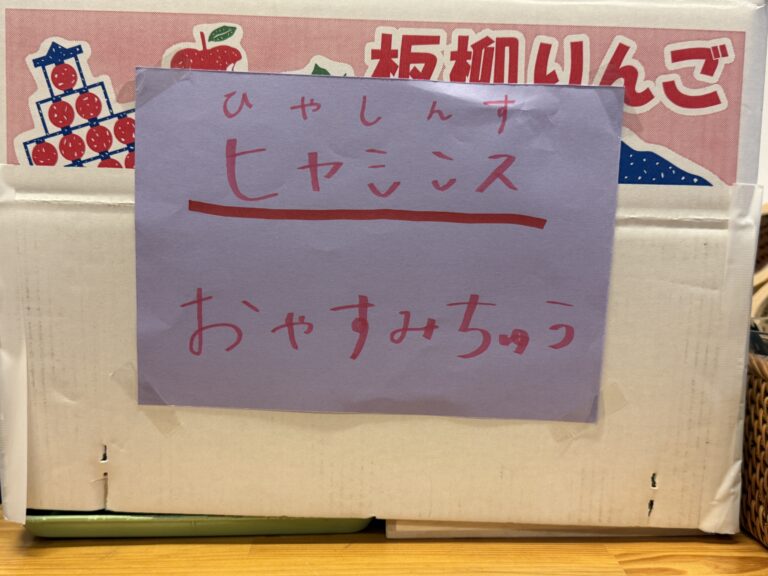 板柳りんご
ひやしんす
ヒヤシンス
おやすみちゅう